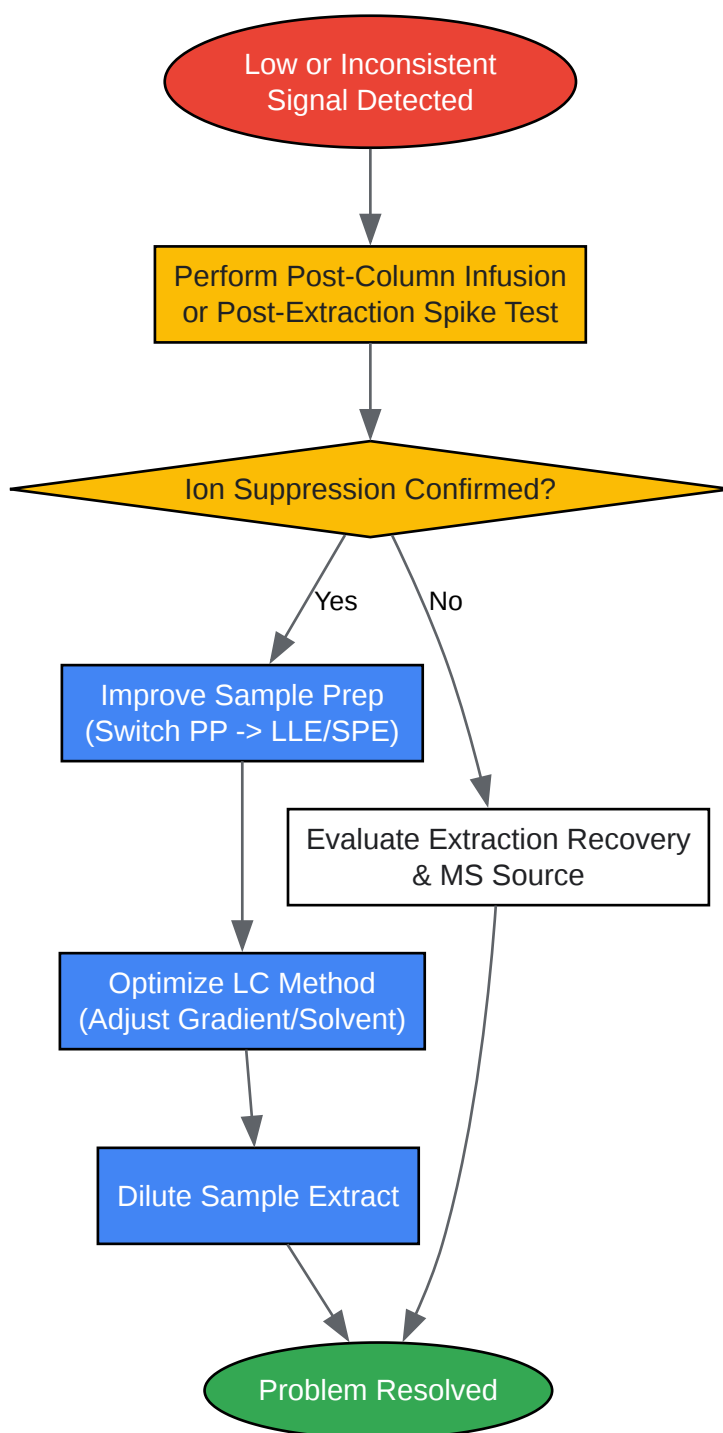 Low or Inconsistent
Signal Detected
Perform Post-Column Infusion
or Post-Extraction Spike Test
Ion Suppression Confirmed?
Yes
No
Improve Sample Prep
(Switch PP -> LLE/SPE)
Evaluate Extraction Recovery
& MS Source
Optimize LC Method
(Adjust Gradient/Solvent)
Dilute Sample Extract
Problem Resolved